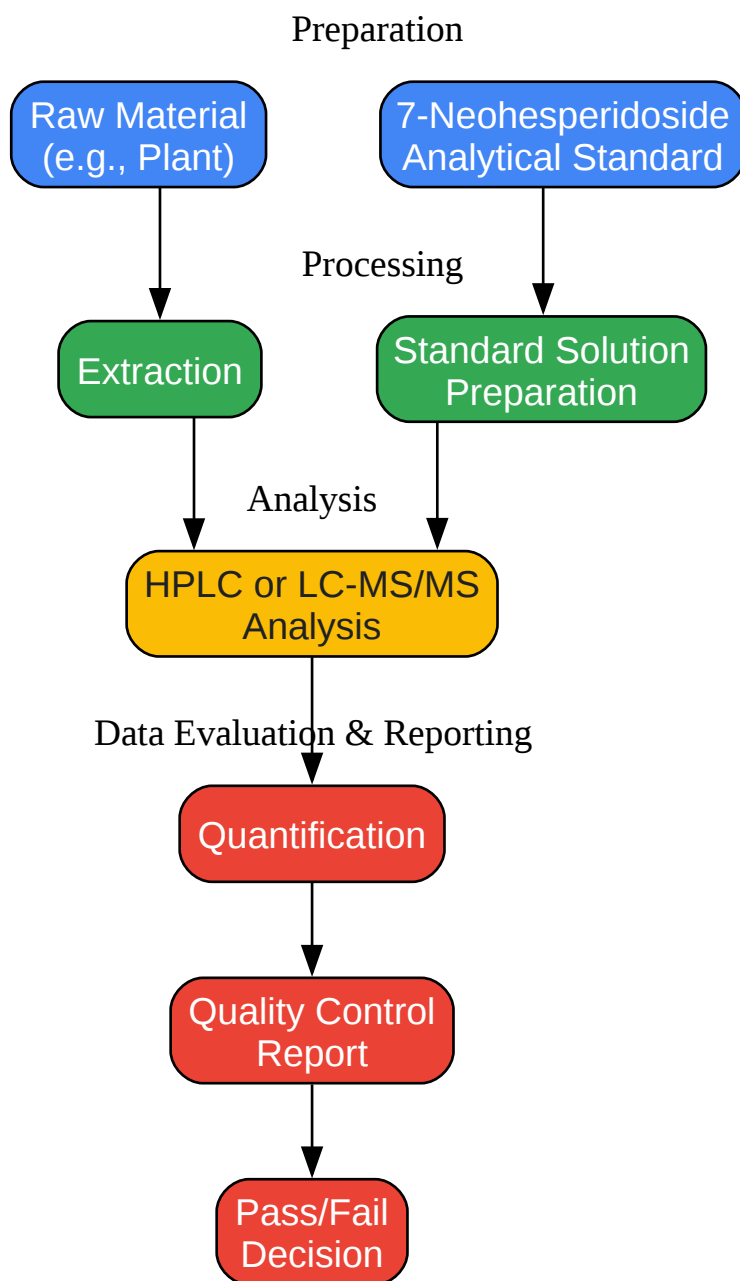 Preparation
Raw Material
(e.g., Plant)
7-Neohesperidoside
Analytical Standard
Processing
Extraction
Standard Solution
Preparation
Analysis
HPLC or LC-MS/MS
Analysis
Data Evaluation & Reporting
Quantification
Quality Control
Report
Pass/Fail
Decision